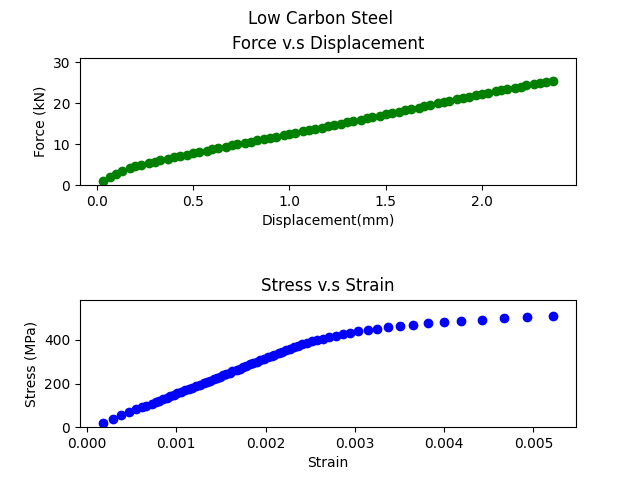 Low Carbon Steel
Force v.s Displacement
30
20
10
0
Force (kN)
0.0 0.5 1.0 1.5 2.0
Displacement(mm)
Stress v.s Strain
400
200
0
Stress (MPa)
0.000 0.001 0.002 0.003 0.004 0.005
Strain